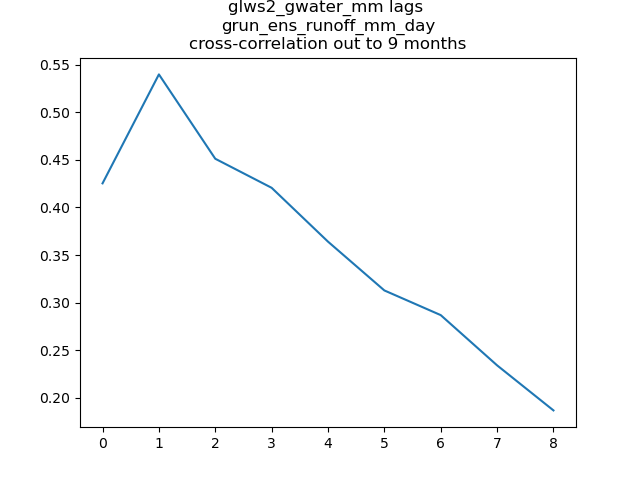 glws2_gwater_mm lags
grun_ens_runoff_mm_day
cross-correlation out to 9 months
0.55
0.50
0.45
0.40
0.35
0.30
0.25
0.20
0 1 2 3 4 5 6 7 8